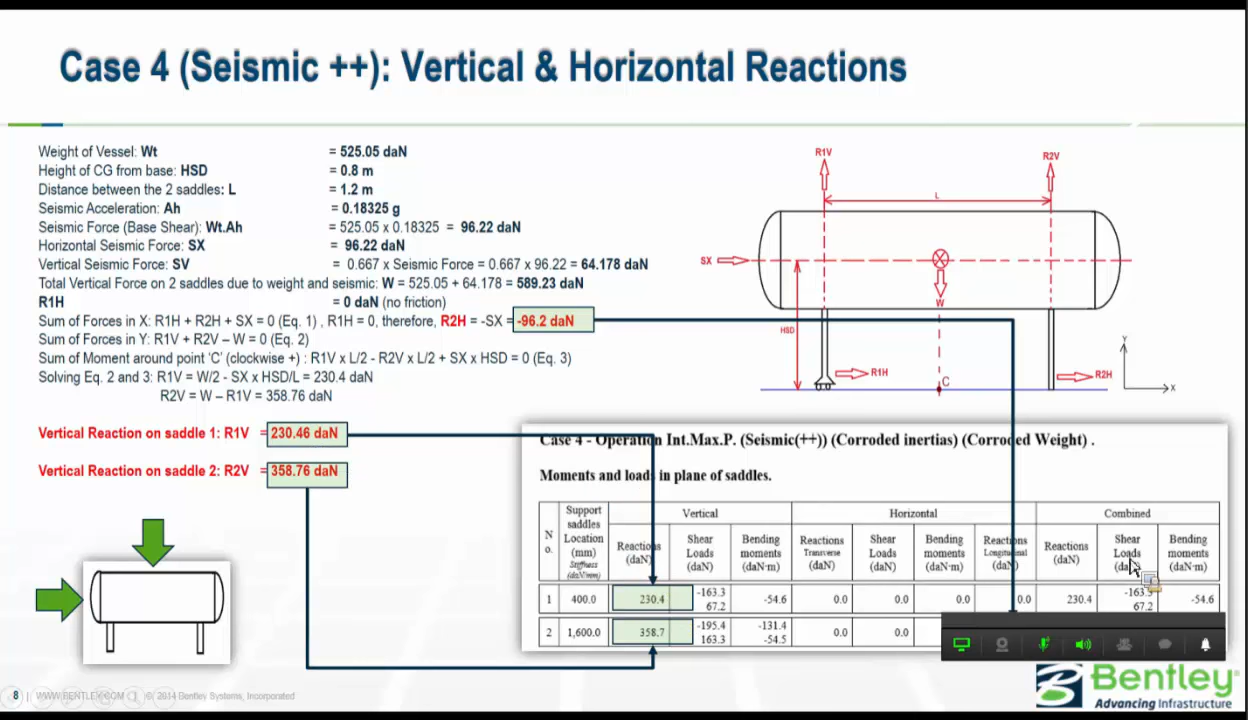 Case 4 (Seismic ++): Vertical & Horizontal Reactions
Weight of Vessel: Wt = 525.05 daN
Height of CG from base: HSD = 0.8 m
Distance between the 2 saddles: L = 1.2 m
Seismic Acceleration: Ah = 0.18325 g
Seismic Force (Base Shear): Wt.Ah = 525.05 x 0.18325 = 96.22 daN
Horizontal Seismic Force: SX = 96.22 daN
Vertical Seismic Force: SV = 0.667 x Seismic Force = 0.667 x 96.22 = 64.178 daN
Total Vertical Force on 2 saddles due to weight and seismic: W = 525.05 + 64.178 = 589.23 daN
R1H = 0 daN (no friction)
Sum of Forces in X: R1H + R2H + SX = 0 (Eq. 1) , R1H = 0, therefore, R2H = -SX = -96.2 daN
Sum of Forces in Y: R1V + R2V – W = 0 (Eq. 2)
Sum of Moment around point 'C' (clockwise +) : R1V x L/2 - R2V x L/2 + SX x HSD = 0 (Eq. 3)
Solving Eq. 2 and 3: R1V = W/2 - SX x HSD/L = 230.4 daN
R2V = W – R1V = 358.76 daN
Vertical Reaction on saddle 1: R1V = 230.46 daN
Vertical Reaction on saddle 2: R2V = 358.76 daN
R1V
R2V
L
SX
W
HSD
C
R1H
R2H
Y
X
Case 4 - Operation Int.Max.P. (Seismic(++)) (Corroded inertias) (Corroded Weight) .
Moments and loads in plane of saddles.
N o. Support saddles Location (mm) Stiffness (daN/mm) Vertical Horizontal Combined
Reactions (daN) Shear Loads (daN) Bending moments (daN·m) Reactions Transverse (daN) Shear Loads (daN) Bending moments (daN·m) Reactions Longitudinal (daN) Reactions (daN) Shear Loads (daN) Bending moments (daN·m)
1 400.0 230.4 -163.3 67.2 -54.6 0.0 0.0 0.0 0.0 230.4 -163.3 67.2 -54.6
2 1,600.0 358.7 -195.4 163.3 -131.4 -54.5 0.0 0.0
8 WWW.BENTLEY.COM | © 2014 Bentley Systems, Incorporated
Bentley
Advancing Infrastructure